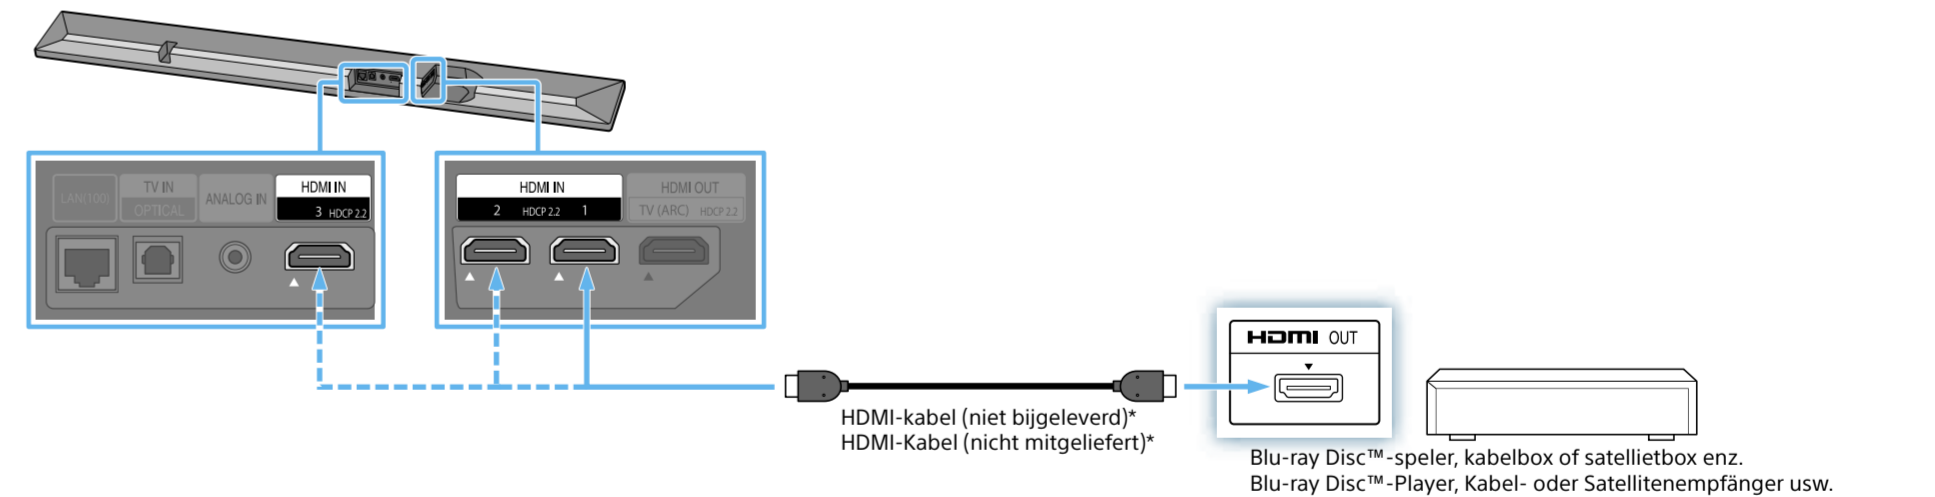 LAN(100)
TV IN
OPTICAL
ANALOG IN
HDMI IN
3 HDCP 2.2
HDMI IN
2 HDCP 2.2 1
HDMI OUT
TV (ARC) HDCP 2.2
HDMI OUT
HDMI-kabel (niet bijgeleverd)*
HDMI-Kabel (nicht mitgeliefert)*
Blu-ray Disc™-speler, kabelbox of satellietbox enz.
Blu-ray Disc™-Player, Kabel- oder Satellitenempfänger usw.